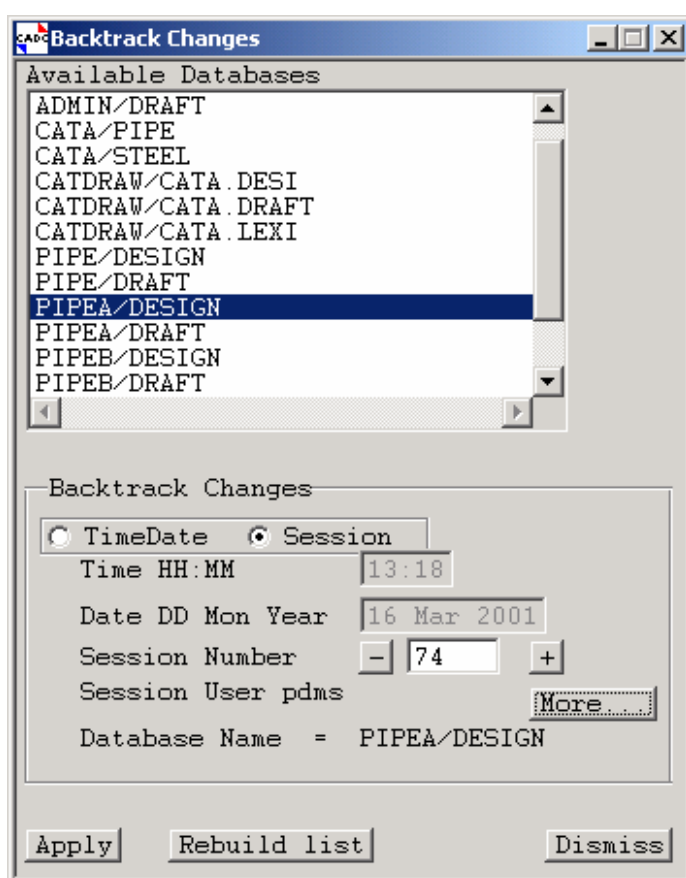 CADC Backtrack Changes
Available Databases
ADMIN/DRAFT
CATA/PIPE
CATA/STEEL
CATDRAW/CATA.DESI
CATDRAW/CATA.DRAFT
CATDRAW/CATA.LEXI
PIPE/DESIGN
PIPE/DRAFT
PIPEA/DESIGN
PIPEA/DRAFT
PIPEB/DESIGN
PIPEB/DRAFT
Backtrack Changes
TimeDate Session
Time HH:MM 13:18
Date DD Mon Year 16 Mar 2001
Session Number - 74 +
Session User pdms More...
Database Name = PIPEA/DESIGN
Apply Rebuild list Dismiss